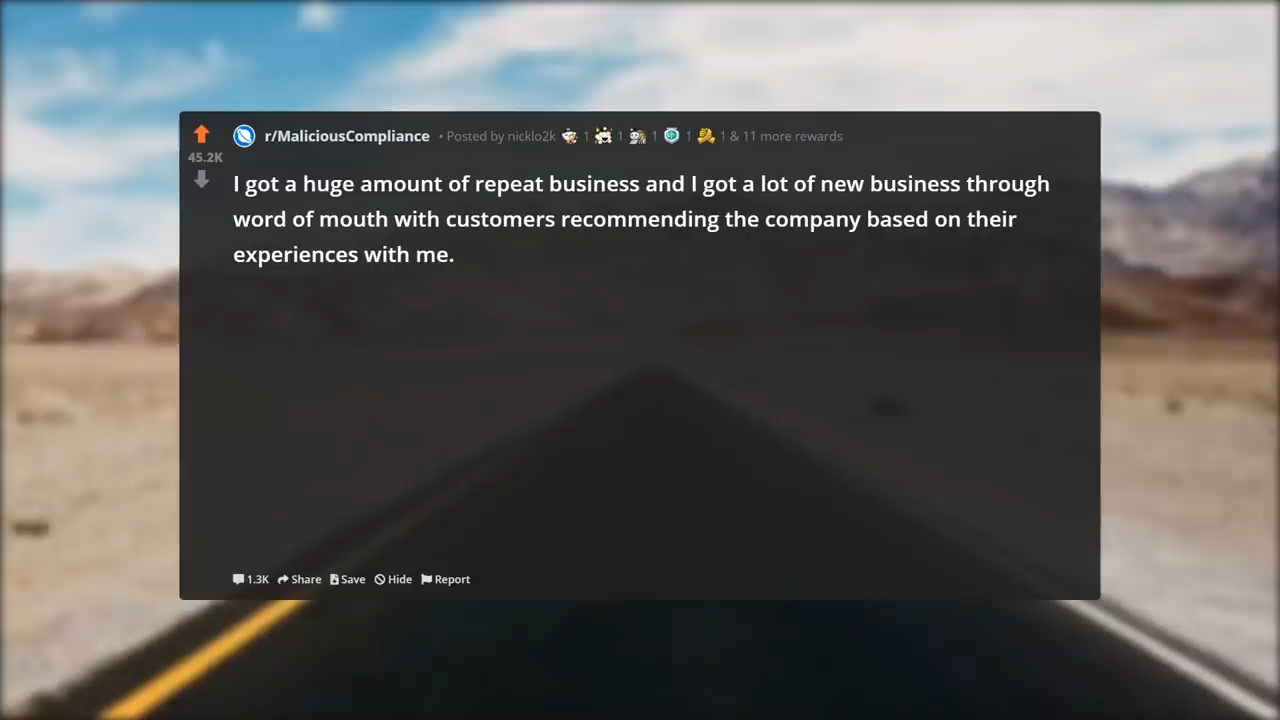 r/MaliciousCompliance • Posted by nicklo2k 1 1 1 1 1 & 11 more rewards
45.2K
I got a huge amount of repeat business and I got a lot of new business through
word of mouth with customers recommending the company based on their
experiences with me.
1.3K Share Save Hide Report